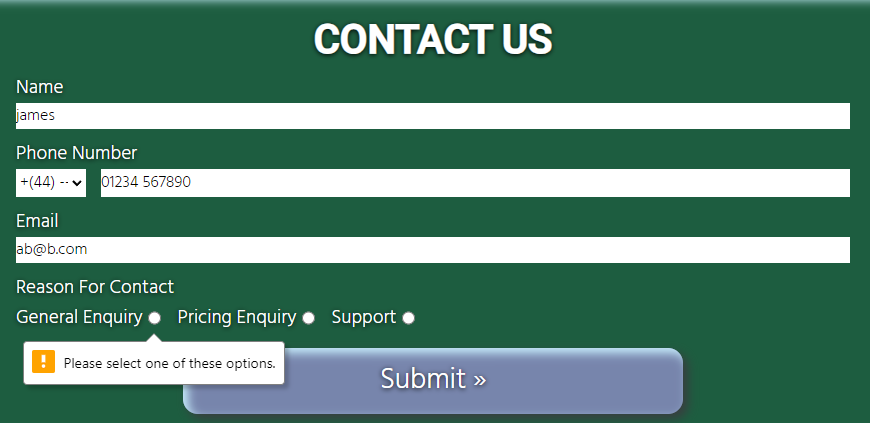 CONTACT US
Name
james
Phone Number
+(44) -- 01234 567890
Email
ab@b.com
Reason For Contact
General Enquiry Pricing Enquiry Support
Please select one of these options.
Submit »